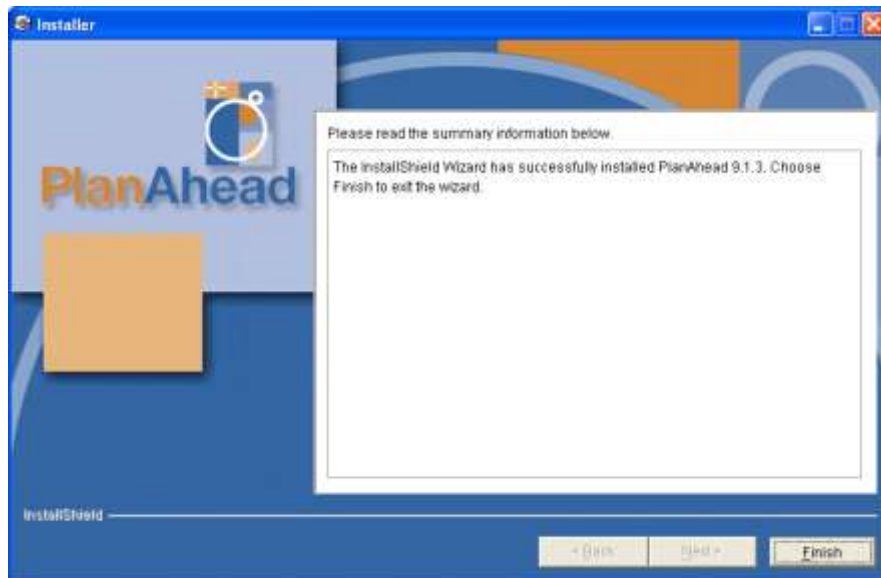 Installer
PlanAhead
Please read the summary information below.
The InstallShield Wizard has successfully installed PlanAhead 9.1.3. Choose
Finish to exit the wizard.
InstallShield
< Back
Next >
Finish